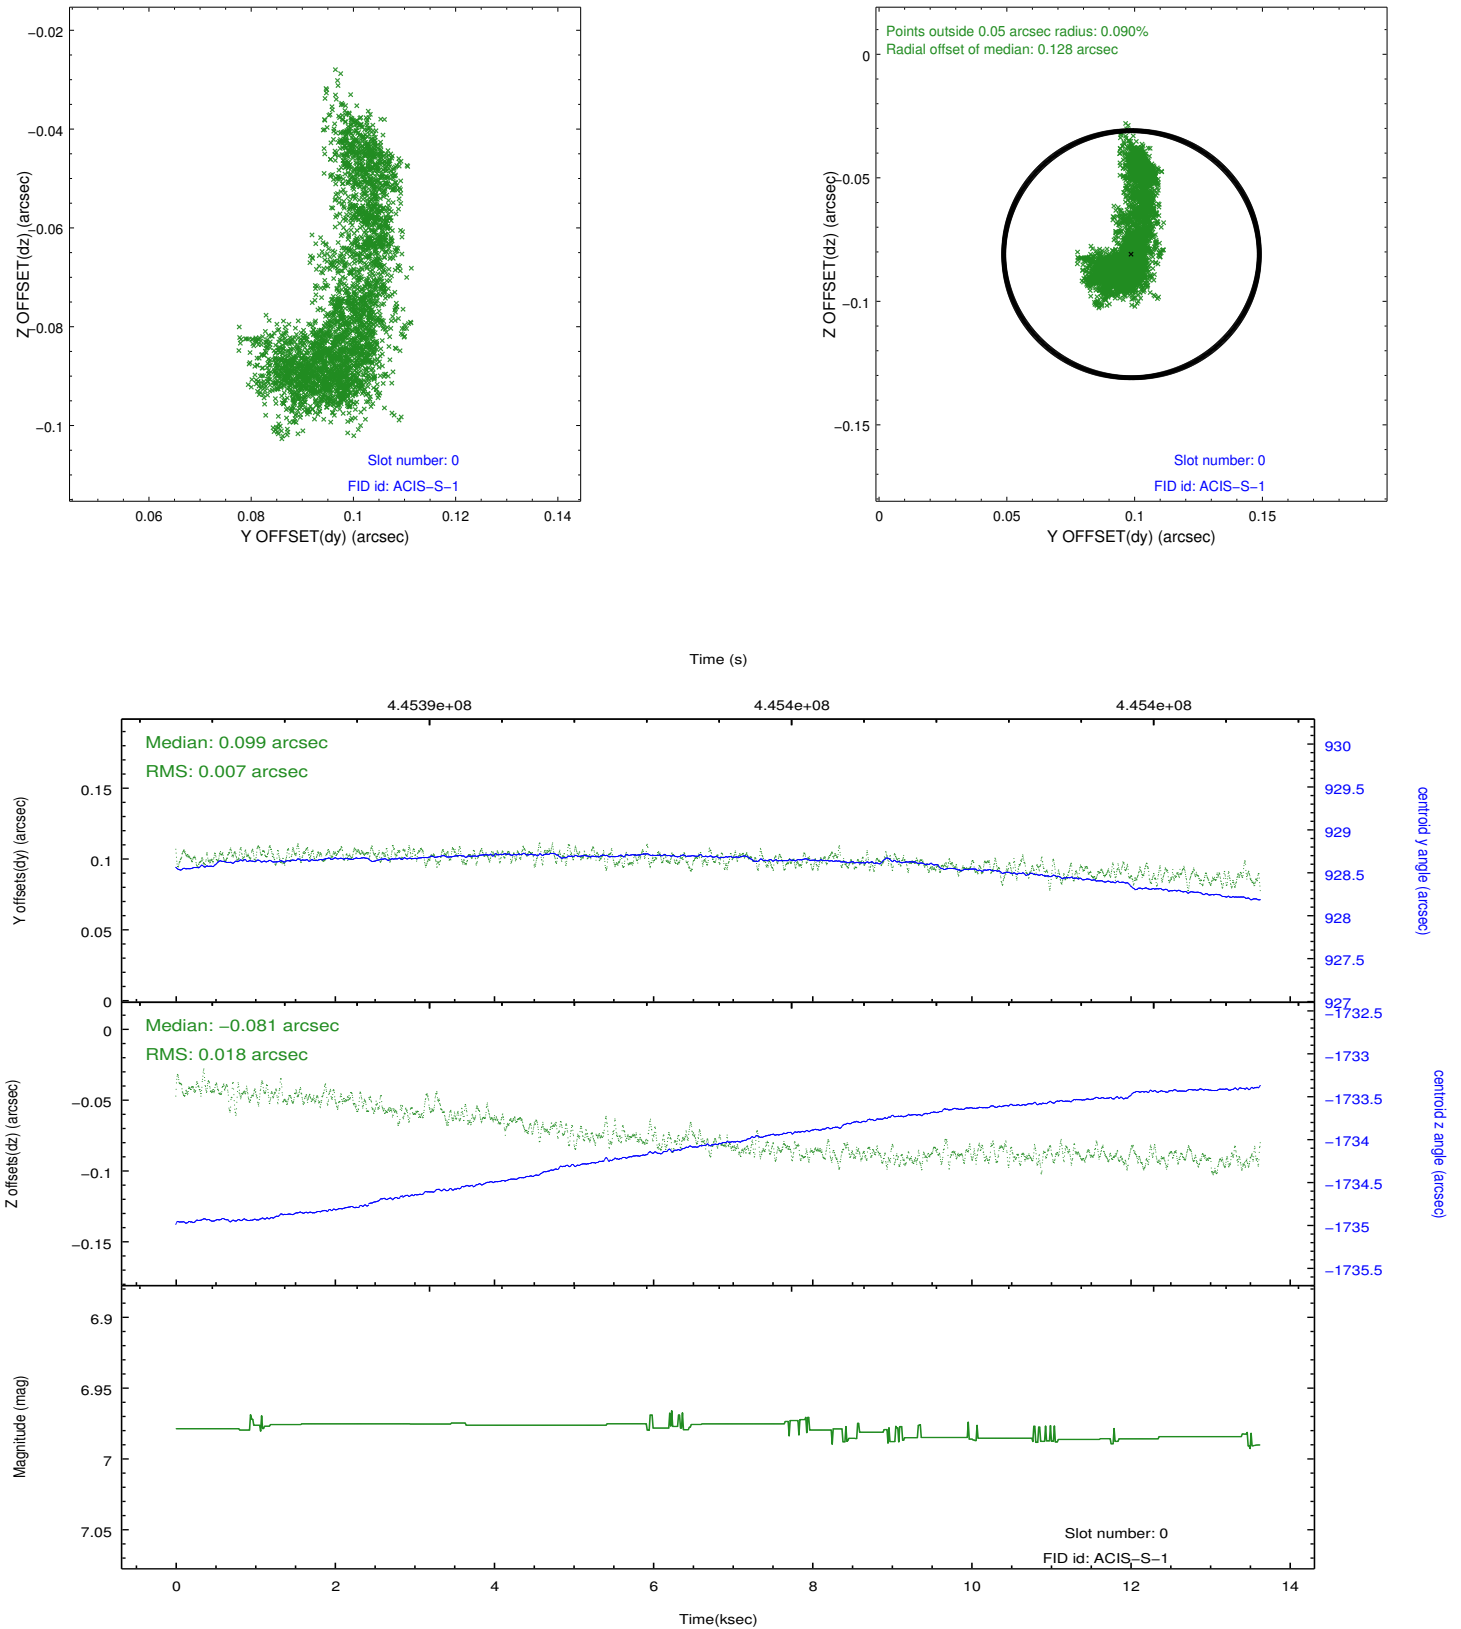 −0.02
−0.04
−0.06
−0.08
−0.1
Z OFFSET(dz) (arcsec)
Slot number: 0
FID id: ACIS−S−1
0.06
0.08
0.1
0.12
0.14
Y OFFSET(dy) (arcsec)
Points outside 0.05 arcsec radius: 0.090%
Radial offset of median: 0.128 arcsec
0
−0.05
−0.1
−0.15
Z OFFSET(dz) (arcsec)
Slot number: 0
FID id: ACIS−S−1
0
0.05
0.1
0.15
Y OFFSET(dy) (arcsec)
Time (s)
4.4539e+08
4.454e+08
4.454e+08
Median: 0.099 arcsec
RMS: 0.007 arcsec
0.15
0.1
0.05
0
Y offsets(dy) (arcsec)
930
929.5
929
928.5
928
927.5
927
centroid y angle (arcsec)
Median: −0.081 arcsec
RMS: 0.018 arcsec
0
−0.05
−0.1
−0.15
Z offsets(dz) (arcsec)
−1732.5
−1733
−1733.5
−1734
−1734.5
−1735
−1735.5
centroid z angle (arcsec)
6.9
6.95
7
7.05
Magnitude (mag)
Slot number: 0
FID id: ACIS−S−1
0
2
4
6
8
10
12
14
Time(ksec)